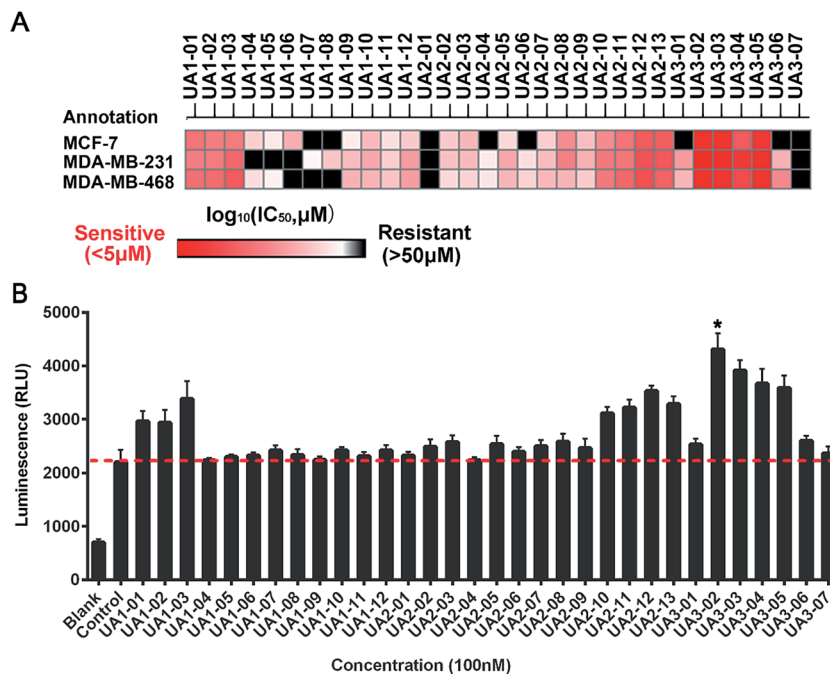 A
UA1-01 UA1-02 UA1-03 UA1-04 UA1-05 UA1-06 UA1-07 UA1-08 UA1-09 UA1-10 UA1-11 UA1-12 UA2-01 UA2-02 UA2-03 UA2-04 UA2-05 UA2-06 UA2-07 UA2-08 UA2-09 UA2-10 UA2-11 UA2-12 UA2-13 UA3-01 UA3-02 UA3-03 UA3-04 UA3-05 UA3-06 UA3-07
Annotation
MCF-7
MDA-MB-231
MDA-MB-468
log₁₀(IC₅₀,μM)
Sensitive
(<5μM)
Resistant
(>50μM)
B
Luminescence (RLU)
5000
4000
3000
2000
1000
0
*
Blank Control UA1-01 UA1-02 UA1-03 UA1-04 UA1-05 UA1-06 UA1-07 UA1-08 UA1-09 UA1-10 UA1-11 UA1-12 UA2-01 UA2-02 UA2-03 UA2-04 UA2-05 UA2-06 UA2-07 UA2-08 UA2-09 UA2-10 UA2-11 UA2-12 UA2-13 UA3-01 UA3-02 UA3-03 UA3-04 UA3-05 UA3-06 UA3-07
Concentration (100nM)